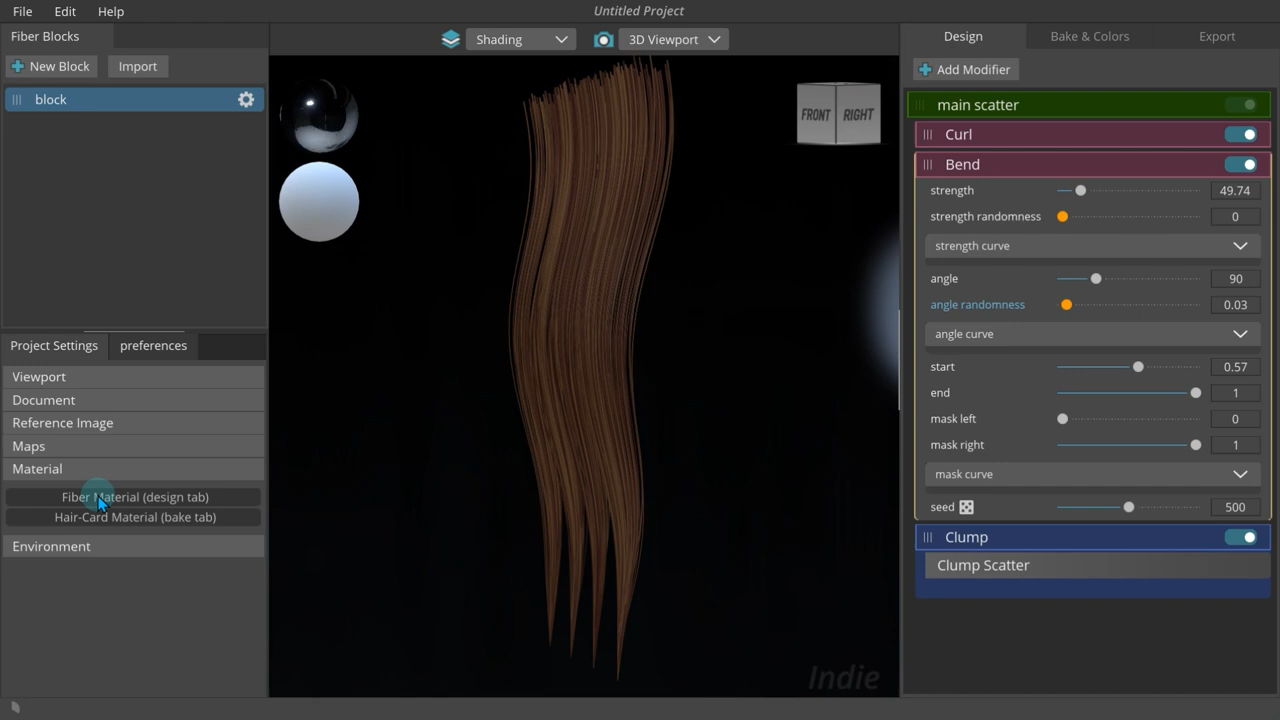 File Edit Help
Untitled Project
Fiber Blocks
New Block Import
block
Project Settings preferences
Viewport
Document
Reference Image
Maps
Material
Fiber Material (design tab)
Hair-Card Material (bake tab)
Environment
Shading 3D Viewport
FRONT RIGHT
Indie
Design Bake & Colors Export
Add Modifier
main scatter
Curl
Bend
strength 49.74
strength randomness 0
strength curve
angle 90
angle randomness 0.03
angle curve
start 0.57
end 1
mask left 0
mask right 1
mask curve
seed 500
Clump
Clump Scatter